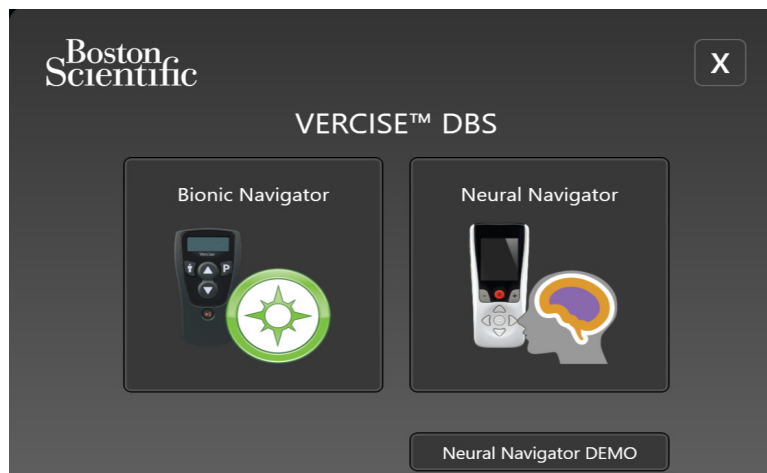 Boston
Scientific
X
VERCISE™ DBS
Bionic Navigator
Neural Navigator
P
Neural Navigator DEMO